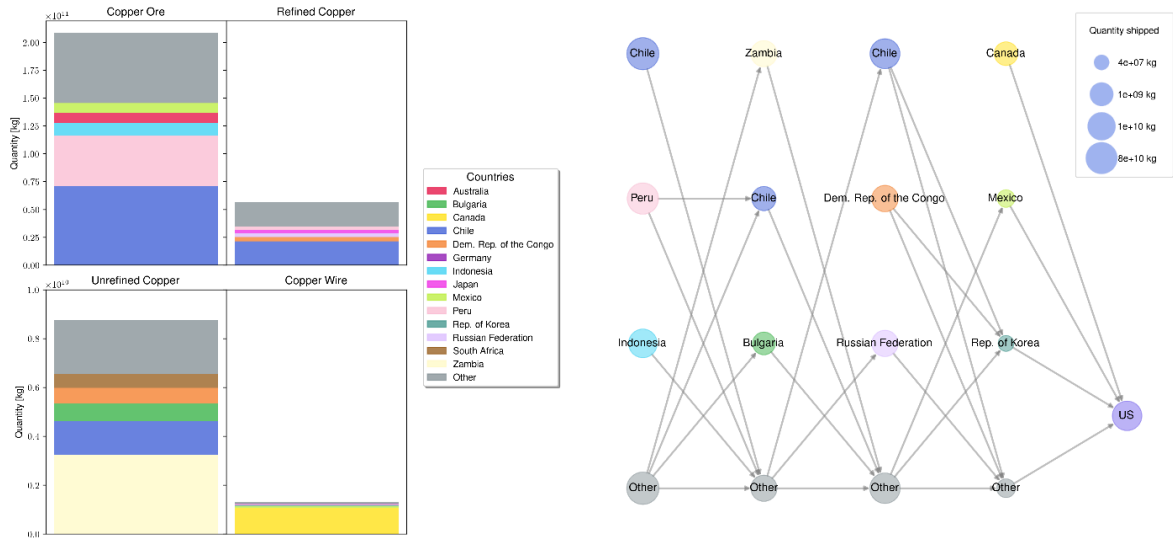 Copper Ore
Refined Copper
×10¹¹
2.00
1.75
1.50
1.25
1.00
0.75
0.50
0.25
0.00
Quantity [kg]
Unrefined Copper
Copper Wire
1.0
0.8
0.6
0.4
0.2
0.0
Quantity [kg]
Countries
Australia
Bulgaria
Canada
Chile
Dem. Rep. of the Congo
Germany
Indonesia
Japan
Mexico
Peru
Rep. of Korea
Russian Federation
South Africa
Zambia
Other
Chile
Zambia
Chile
Canada
Peru
Chile
Dem. Rep. of the Congo
Mexico
Indonesia
Bulgaria
Russian Federation
Rep. of Korea
US
Other
Other
Other
Other
Quantity shipped
4e+07 kg
1e+09 kg
1e+10 kg
8e+10 kg